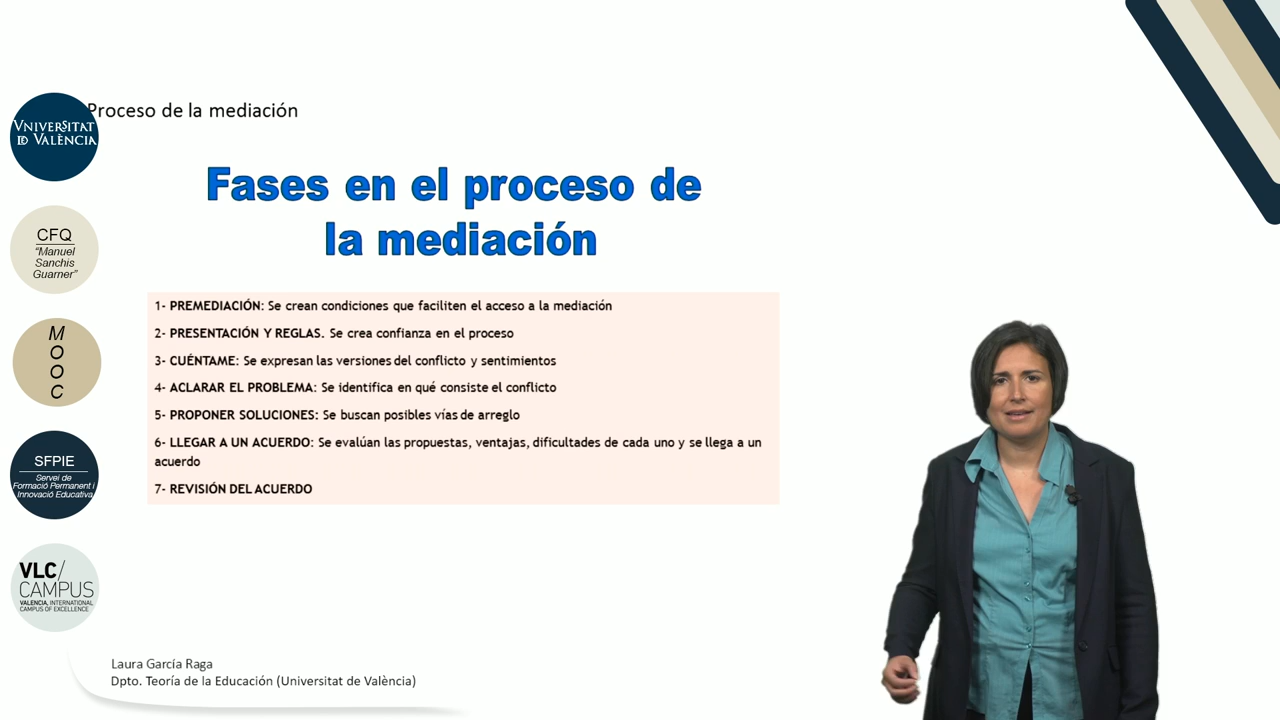 Proceso de la mediación
VNIVERSITAT
ID VALÈNCIA
Fases en el proceso de
la mediación
CFQ
“Manuel
Sanchis
Guarner”
M
O
O
C
SFPIE
Servei de
Formació Permanent i
Innovació Educativa
VLC/
CAMPUS
VALENCIA, INTERNATIONAL
CAMPUS OF EXCELLENCE
1- PREMEDIACIÓN: Se crean condiciones que faciliten el acceso a la mediación
2- PRESENTACIÓN Y REGLAS. Se crea confianza en el proceso
3- CUÉNTAME: Se expresan las versiones del conflicto y sentimientos
4- ACLARAR EL PROBLEMA: Se identifica en qué consiste el conflicto
5- PROPONER SOLUCIONES: Se buscan posibles vías de arreglo
6- LLEGAR A UN ACUERDO: Se evalúan las propuestas, ventajas, dificultades de cada uno y se llega a un
acuerdo
7- REVISIÓN DEL ACUERDO
Laura García Raga
Dpto. Teoría de la Educación (Universitat de València)